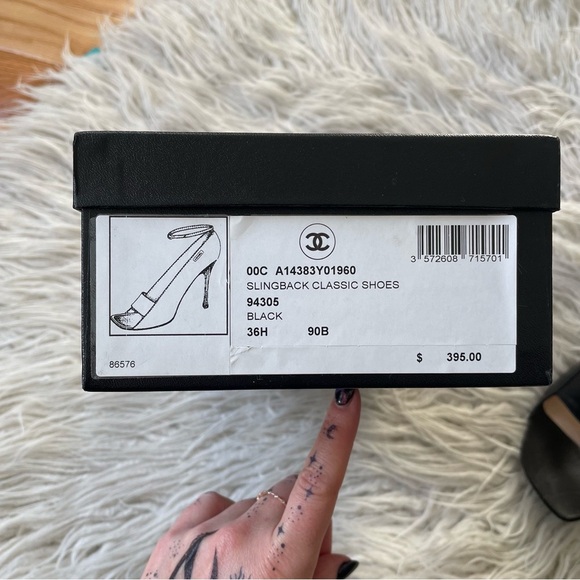 3 572608 715701
00C A14383Y01960
SLINGBACK CLASSIC SHOES
94305
BLACK
36H 90B
86576
$ 395.00